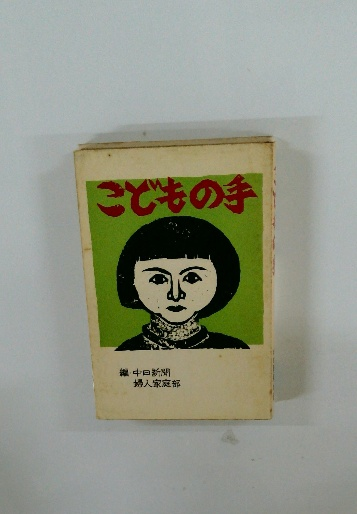 こどもの手
編・中日新聞
婦人家庭部